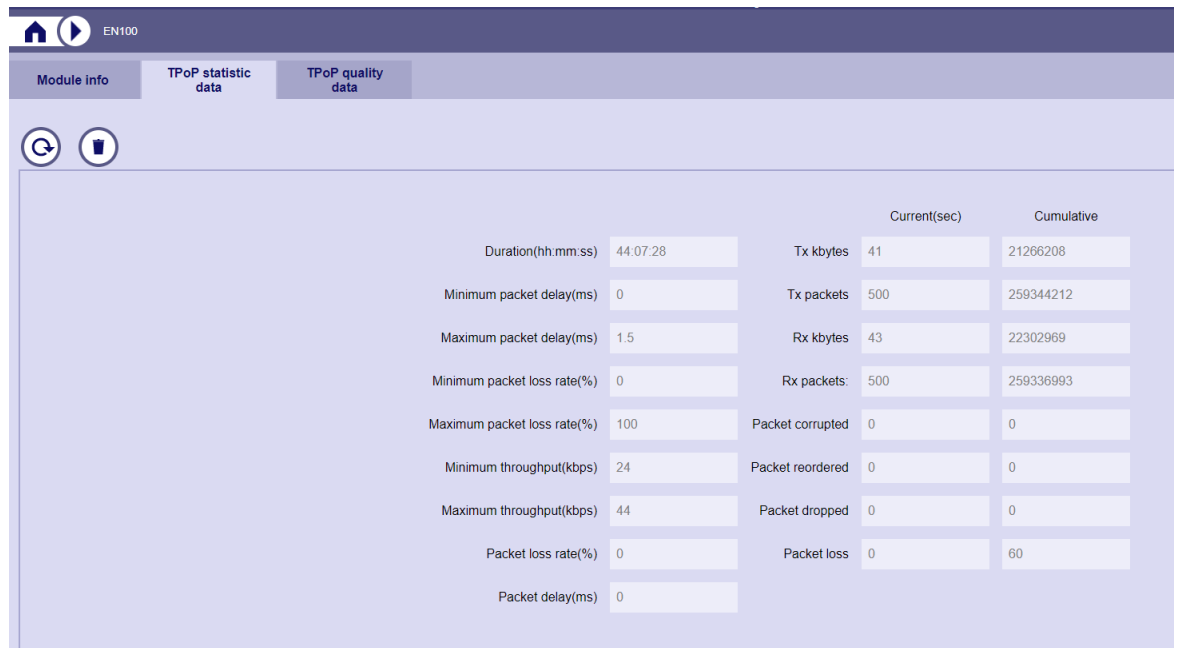 EN100
Module info
TPoP statistic
data
TPoP quality
data
Current(sec) Cumulative
Duration(hh:mm:ss) 44:07:28 Tx kbytes 41 21266208
Minimum packet delay(ms) 0 Tx packets 500 259344212
Maximum packet delay(ms) 1.5 Rx kbytes 43 22302969
Minimum packet loss rate(%) 0 Rx packets: 500 259336993
Maximum packet loss rate(%) 100 Packet corrupted 0 0
Minimum throughput(kbps) 24 Packet reordered 0 0
Maximum throughput(kbps) 44 Packet dropped 0 0
Packet loss rate(%) 0 Packet loss 0 60
Packet delay(ms) 0